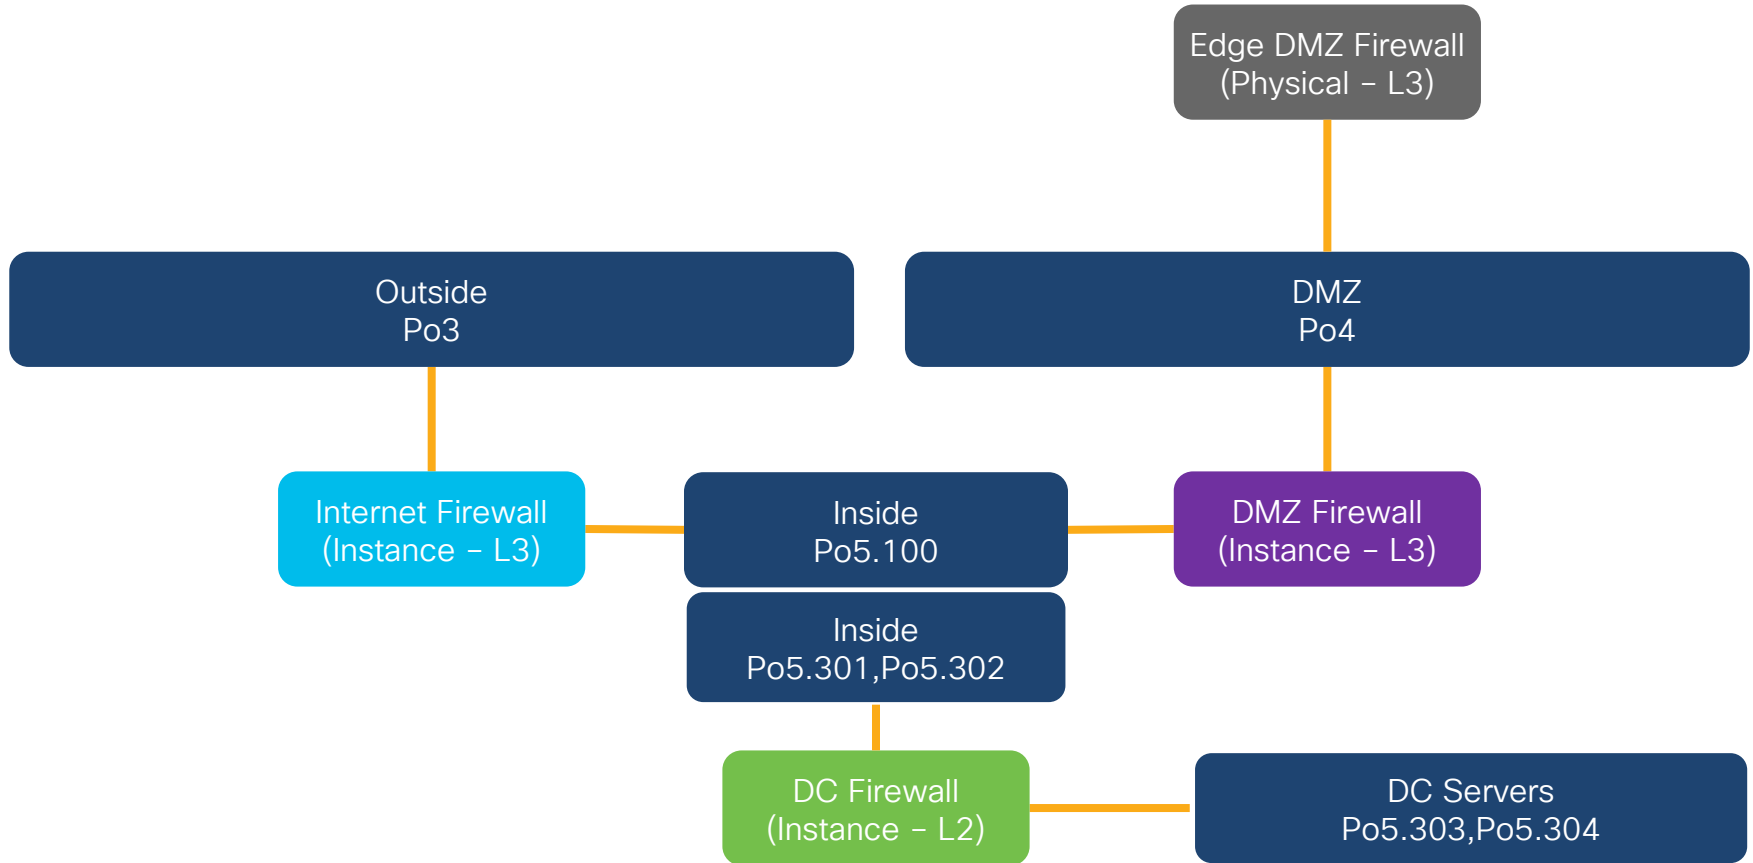 Edge DMZ Firewall
(Physical – L3)
Outside
Po3
DMZ
Po4
Internet Firewall
(Instance – L3)
Inside
Po5.100
DMZ Firewall
(Instance – L3)
Inside
Po5.301,Po5.302
DC Firewall
(Instance – L2)
DC Servers
Po5.303,Po5.304